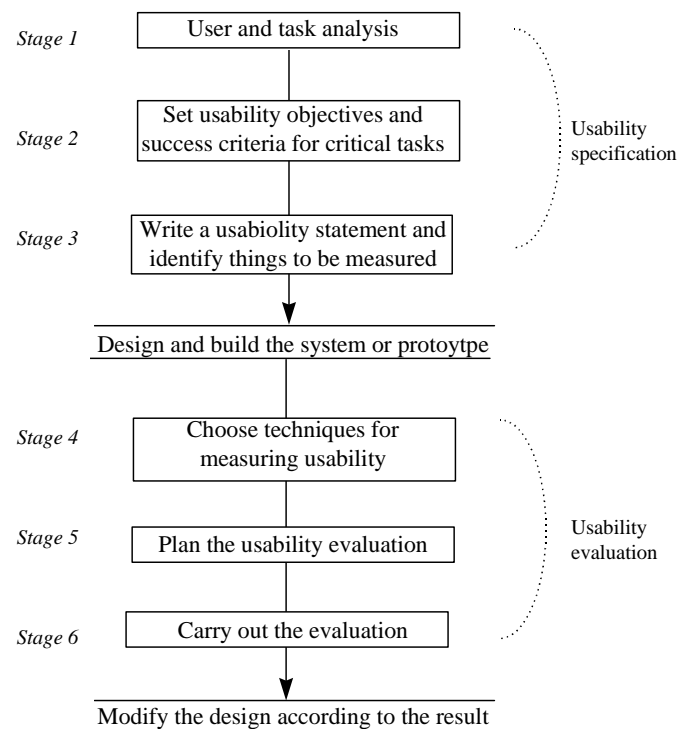 Stage 1
User and task analysis
Stage 2
Set usability objectives and
success criteria for critical tasks
Usability
specification
Stage 3
Write a usabiolity statement and
identify things to be measured
Design and build the system or protoytpe
Stage 4
Choose techniques for
measuring usability
Stage 5
Plan the usability evaluation
Usability
evaluation
Stage 6
Carry out the evaluation
Modify the design according to the result